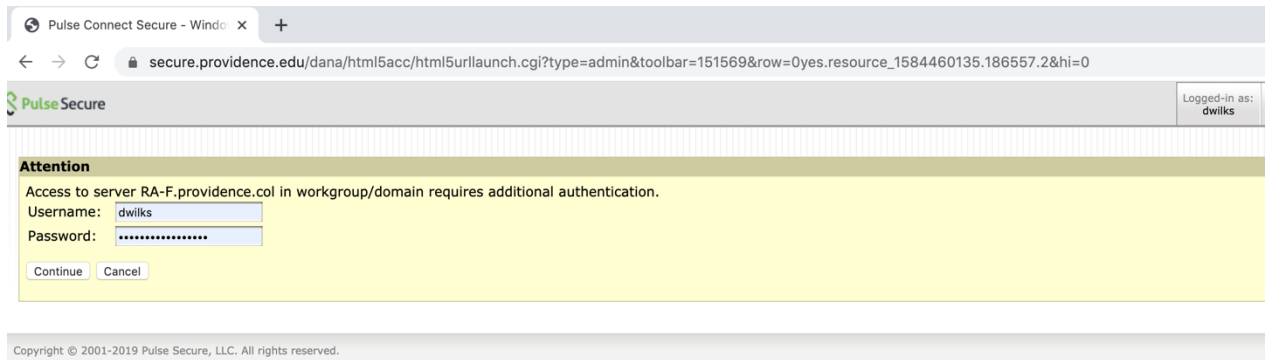 Pulse Connect Secure - Windo
secure.providence.edu/dana/html5acc/html5urllaunch.cgi?type=admin&toolbar=151569&row=0yes.resource_1584460135.186557.2&hi=0
Pulse Secure
Logged-in as:
dwilks
Attention
Access to server RA-F.providence.col in workgroup/domain requires additional authentication.
Username: dwilks
Password: •••••••••••••••••
Continue Cancel
Copyright © 2001-2019 Pulse Secure, LLC. All rights reserved.